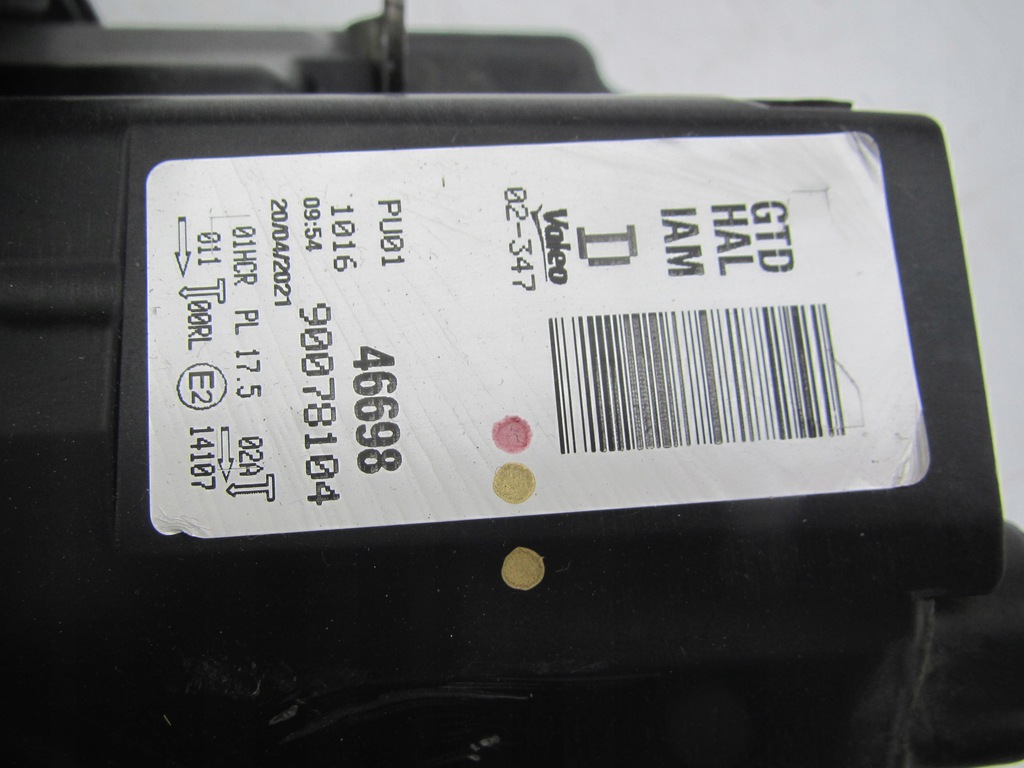 GTD
HAL
IAM
D
Valeo
02-347
46698
PU01
1016
90078104
09:54
20/04/2021
01HCR PL 17.5 02A
011 00RL E2 14107